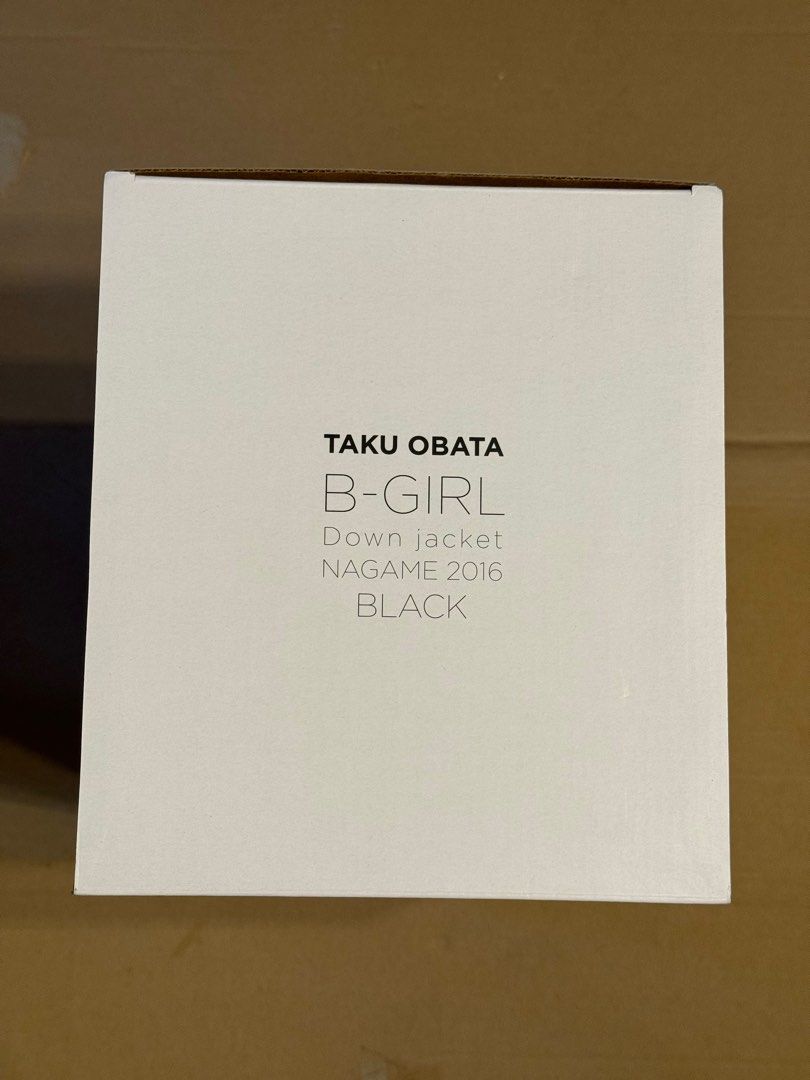 TAKU OBATA
B-GIRL
Down jacket
NAGAME 2016
BLACK